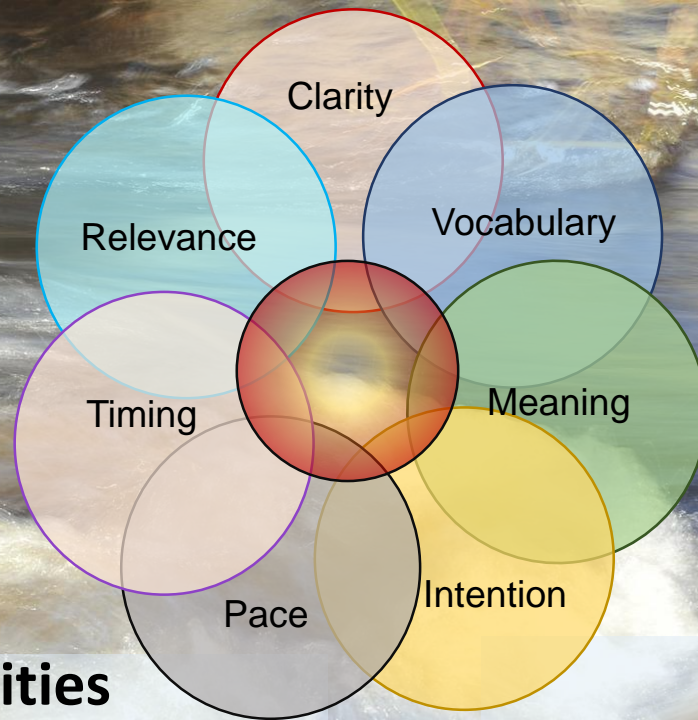 Clarity
Vocabulary
Relevance
Meaning
Timing
Intention
Pace
ities